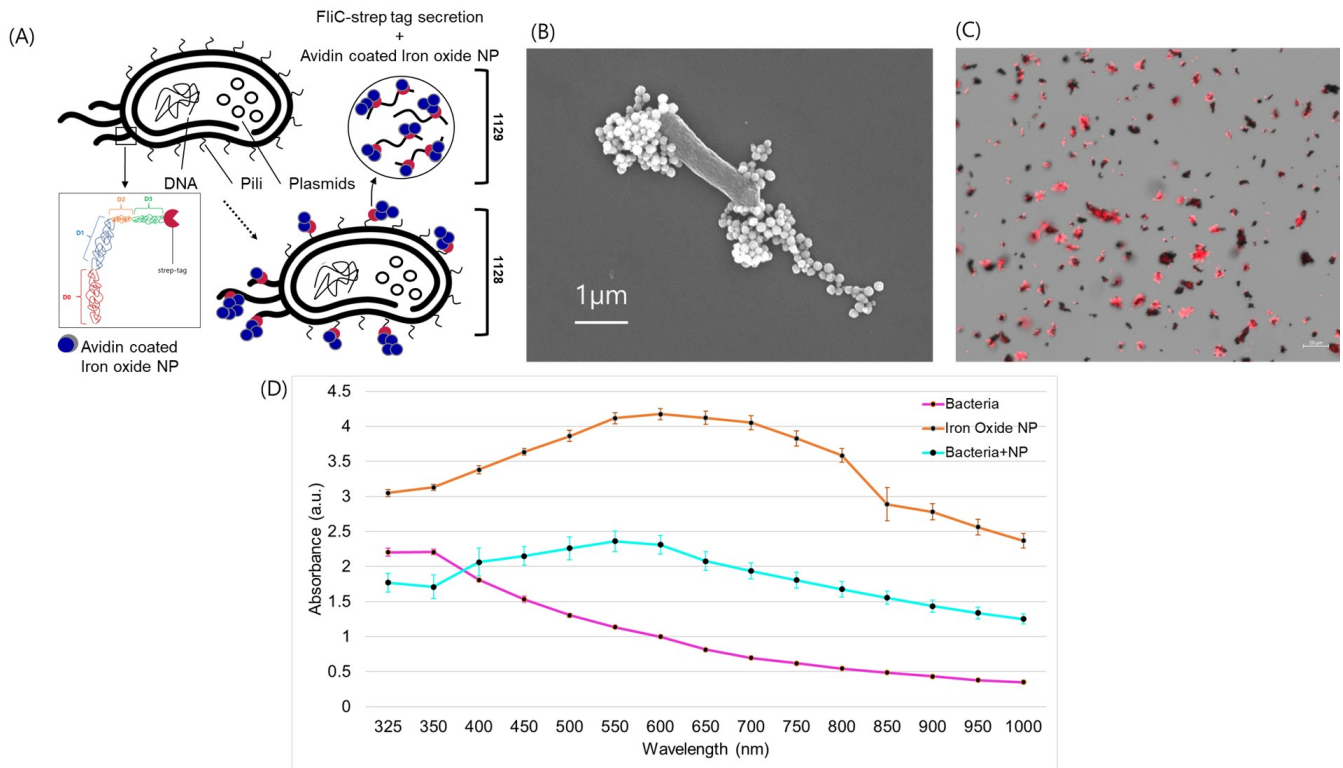 (A)
FliC-strep tag secretion
+
Avidin coated Iron oxide NP
1129
DNA
Pili
Plasmids
D2
D3
D1
strep-tag
D0
1128
Avidin coated
Iron oxide NP
(B)
1µm
(C)
10 µm
(D)
4.5
4
3.5
3
2.5
2
1.5
1
0.5
0
Absorbance (a.u.)
Bacteria
Iron Oxide NP
Bacteria+NP
325 350 400 450 500 550 600 650 700 750 800 850 900 950 1000
Wavelength (nm)